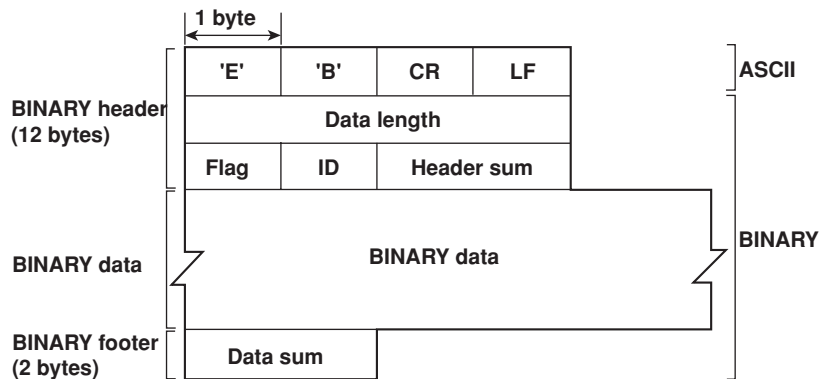 1 byte
'E' 'B' CR LF
ASCII
BINARY header
(12 bytes)
Data length
Flag ID Header sum
BINARY
BINARY data
BINARY data
BINARY footer
(2 bytes)
Data sum